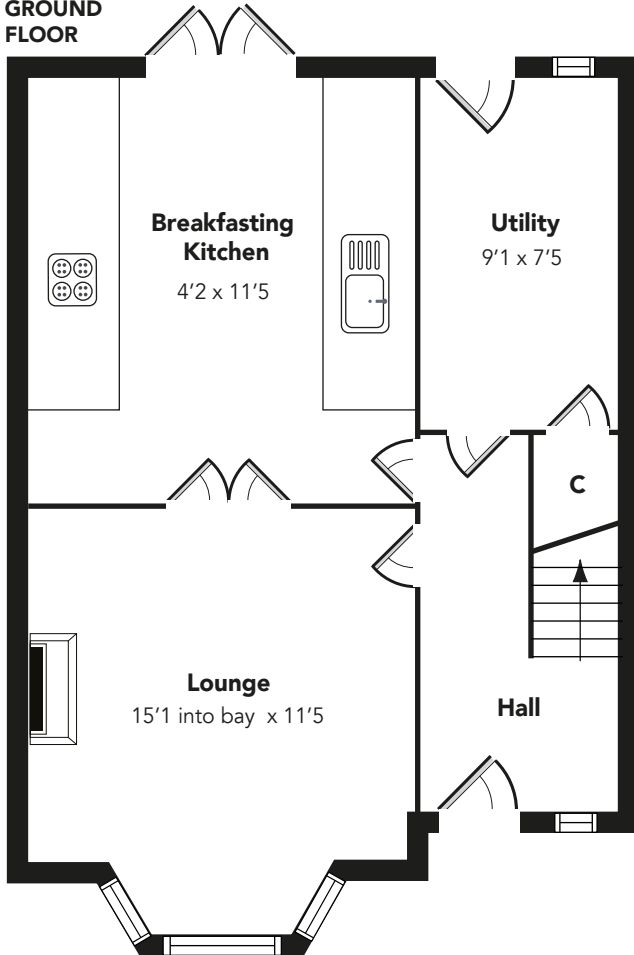 GROUND
FLOOR
Breakfasting
Kitchen
4'2 x 11'5
Utility
9'1 x 7'5
C
Lounge
15'1 into bay x 11'5
Hall